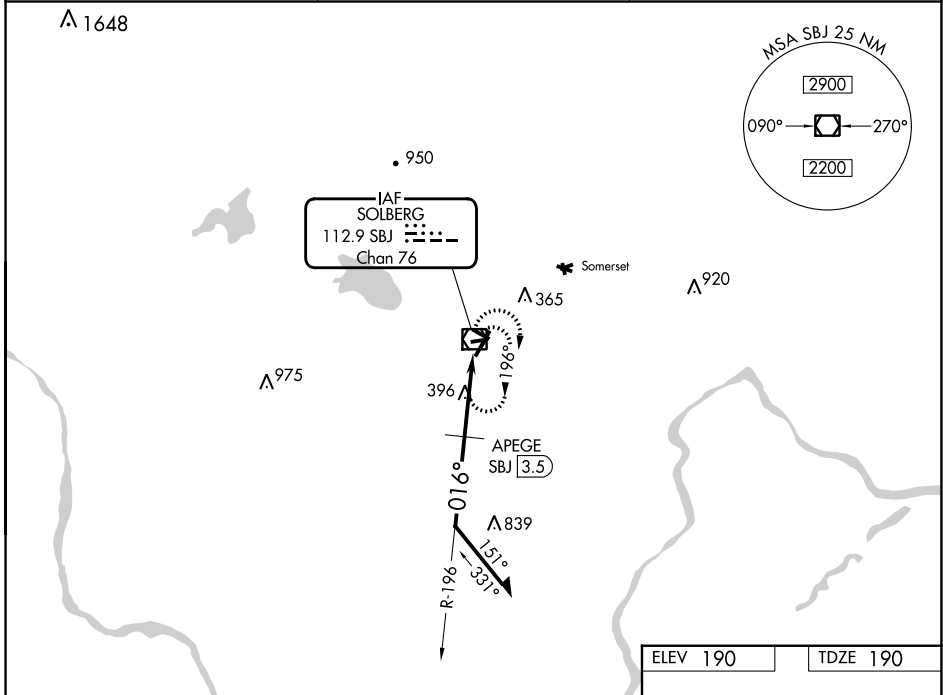 1648
MSA SBJ 25 NM
2900
090°
270°
2200
950
IAF
SOLBERG
112.9 SBJ
Chan 76
Somerset
365
920
975
396
196°
APEGE
SBJ 3.5
016°
839
151°
331°
R-196
ELEV 190
TDZE 190